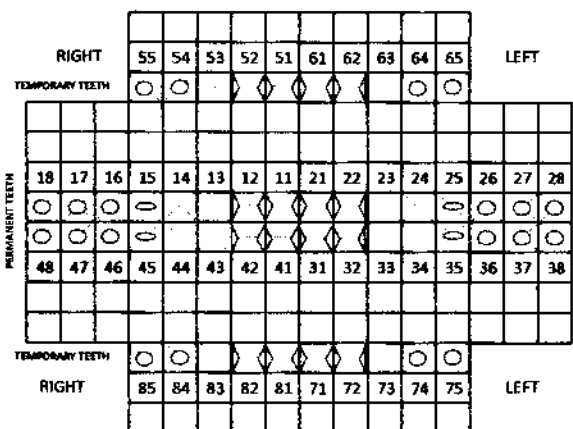 RIGHT 55 54 53 52 51 61 62 63 64 65 LEFT
TEMPORARY TEETH
PERMANENT TEETH
18 17 16 15 14 13 12 11 21 22 23 24 25 26 27 28
48 47 46 45 44 43 42 41 31 32 33 34 35 36 37 38
TEMPORARY TEETH
RIGHT 85 84 83 82 81 71 72 73 74 75 LEFT